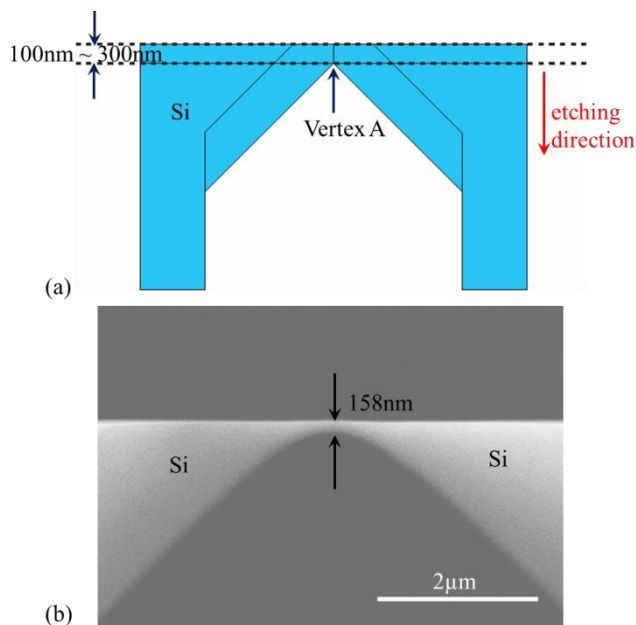 100nm ~ 300nm
Si
Vertex A
etching
direction
(a)
158nm
Si
Si
2μm
(b)